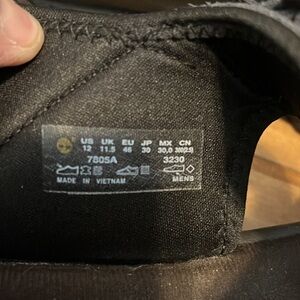 US UK EU JP MX CN
12 11.5 46 30 30,0
7805A 3230
MADE IN VIETNAM MENS